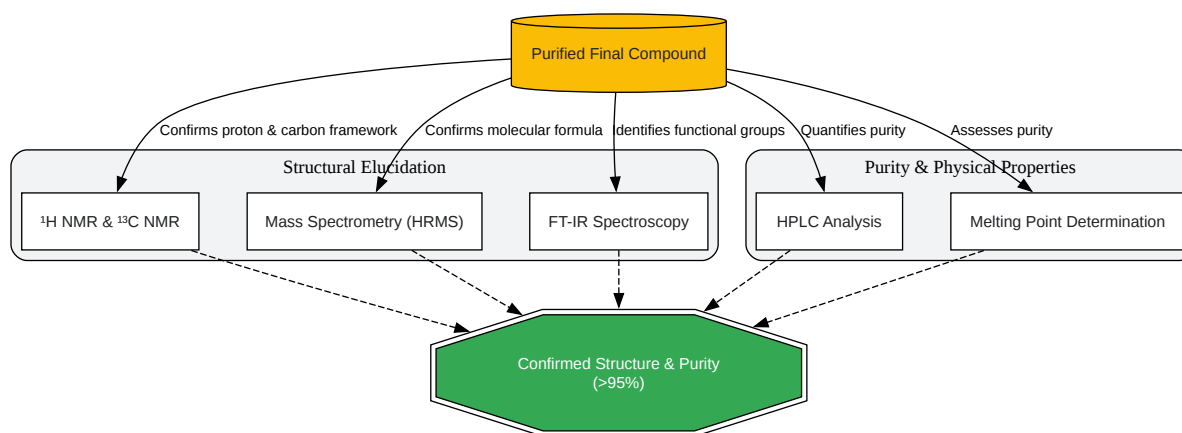 Purified Final Compound
Confirms proton & carbon framework
Confirms molecular formula
Identifies functional groups
Quantifies purity
Assesses purity
Structural Elucidation
Purity & Physical Properties
¹H NMR & ¹³C NMR
Mass Spectrometry (HRMS)
FT-IR Spectroscopy
HPLC Analysis
Melting Point Determination
Confirmed Structure & Purity
(>95%)